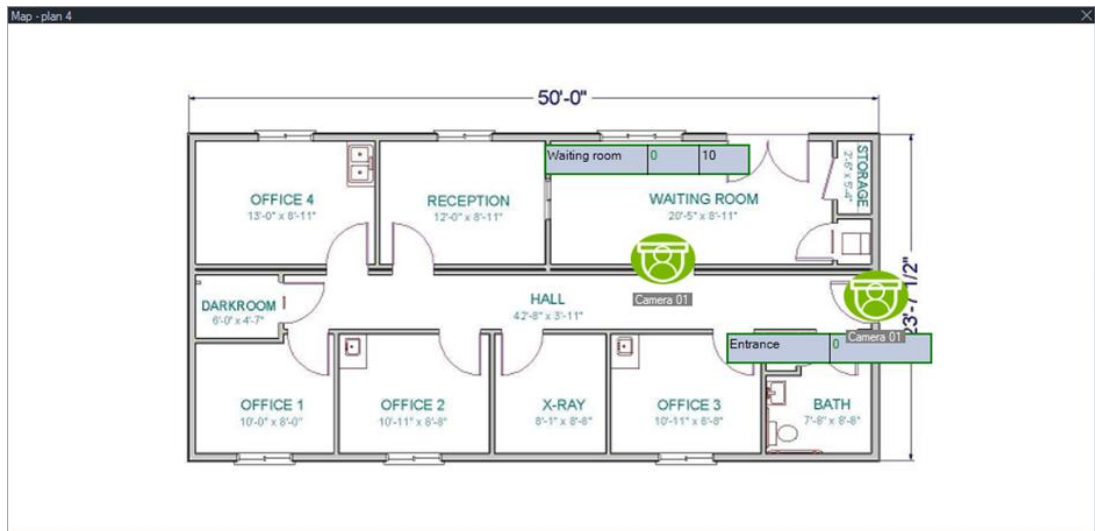 Map - plan 4
50'-0"
Waiting room 0 10
OFFICE 4
13'-0" x 8'-11"
RECEPTION
12'-0" x 8'-11"
WAITING ROOM
20'-5" x 8'-11"
STORAGE
2'-6" x 5'-4"
Camera 01
DARKROOM
6'-0" x 4'-7"
HALL
42'-8" x 3'-11"
23'-7 1/2"
Camera 01
Entrance 0
OFFICE 1
10'-0" x 8'-0"
OFFICE 2
10'-11" x 8'-8"
X-RAY
8'-1" x 8'-8"
OFFICE 3
10'-11" x 8'-8"
BATH
7'-8" x 8'-8"